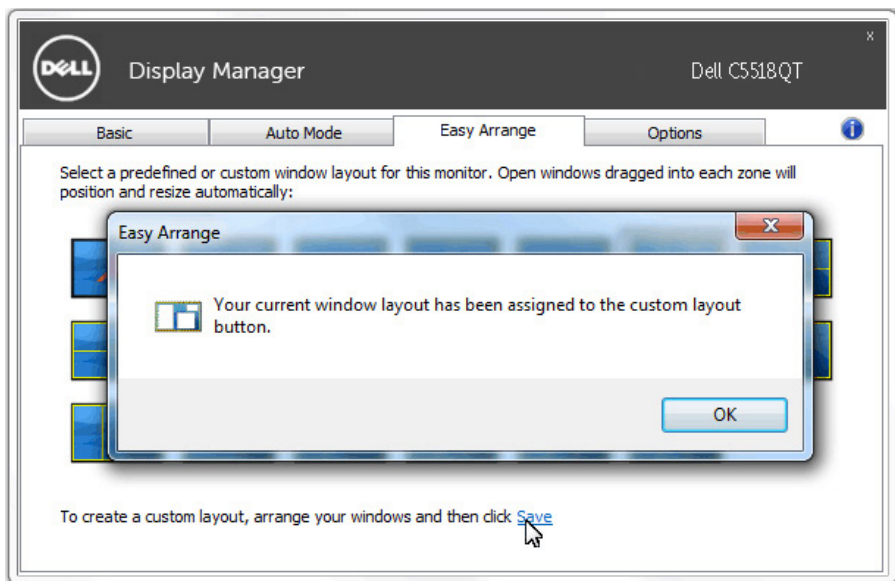 DELL
Display Manager
Dell C5518QT
x
Basic
Auto Mode
Easy Arrange
Options
i
Select a predefined or custom window layout for this monitor. Open windows dragged into each zone will
position and resize automatically:
Easy Arrange
x
Your current window layout has been assigned to the custom layout
button.
OK
To create a custom layout, arrange your windows and then click Save